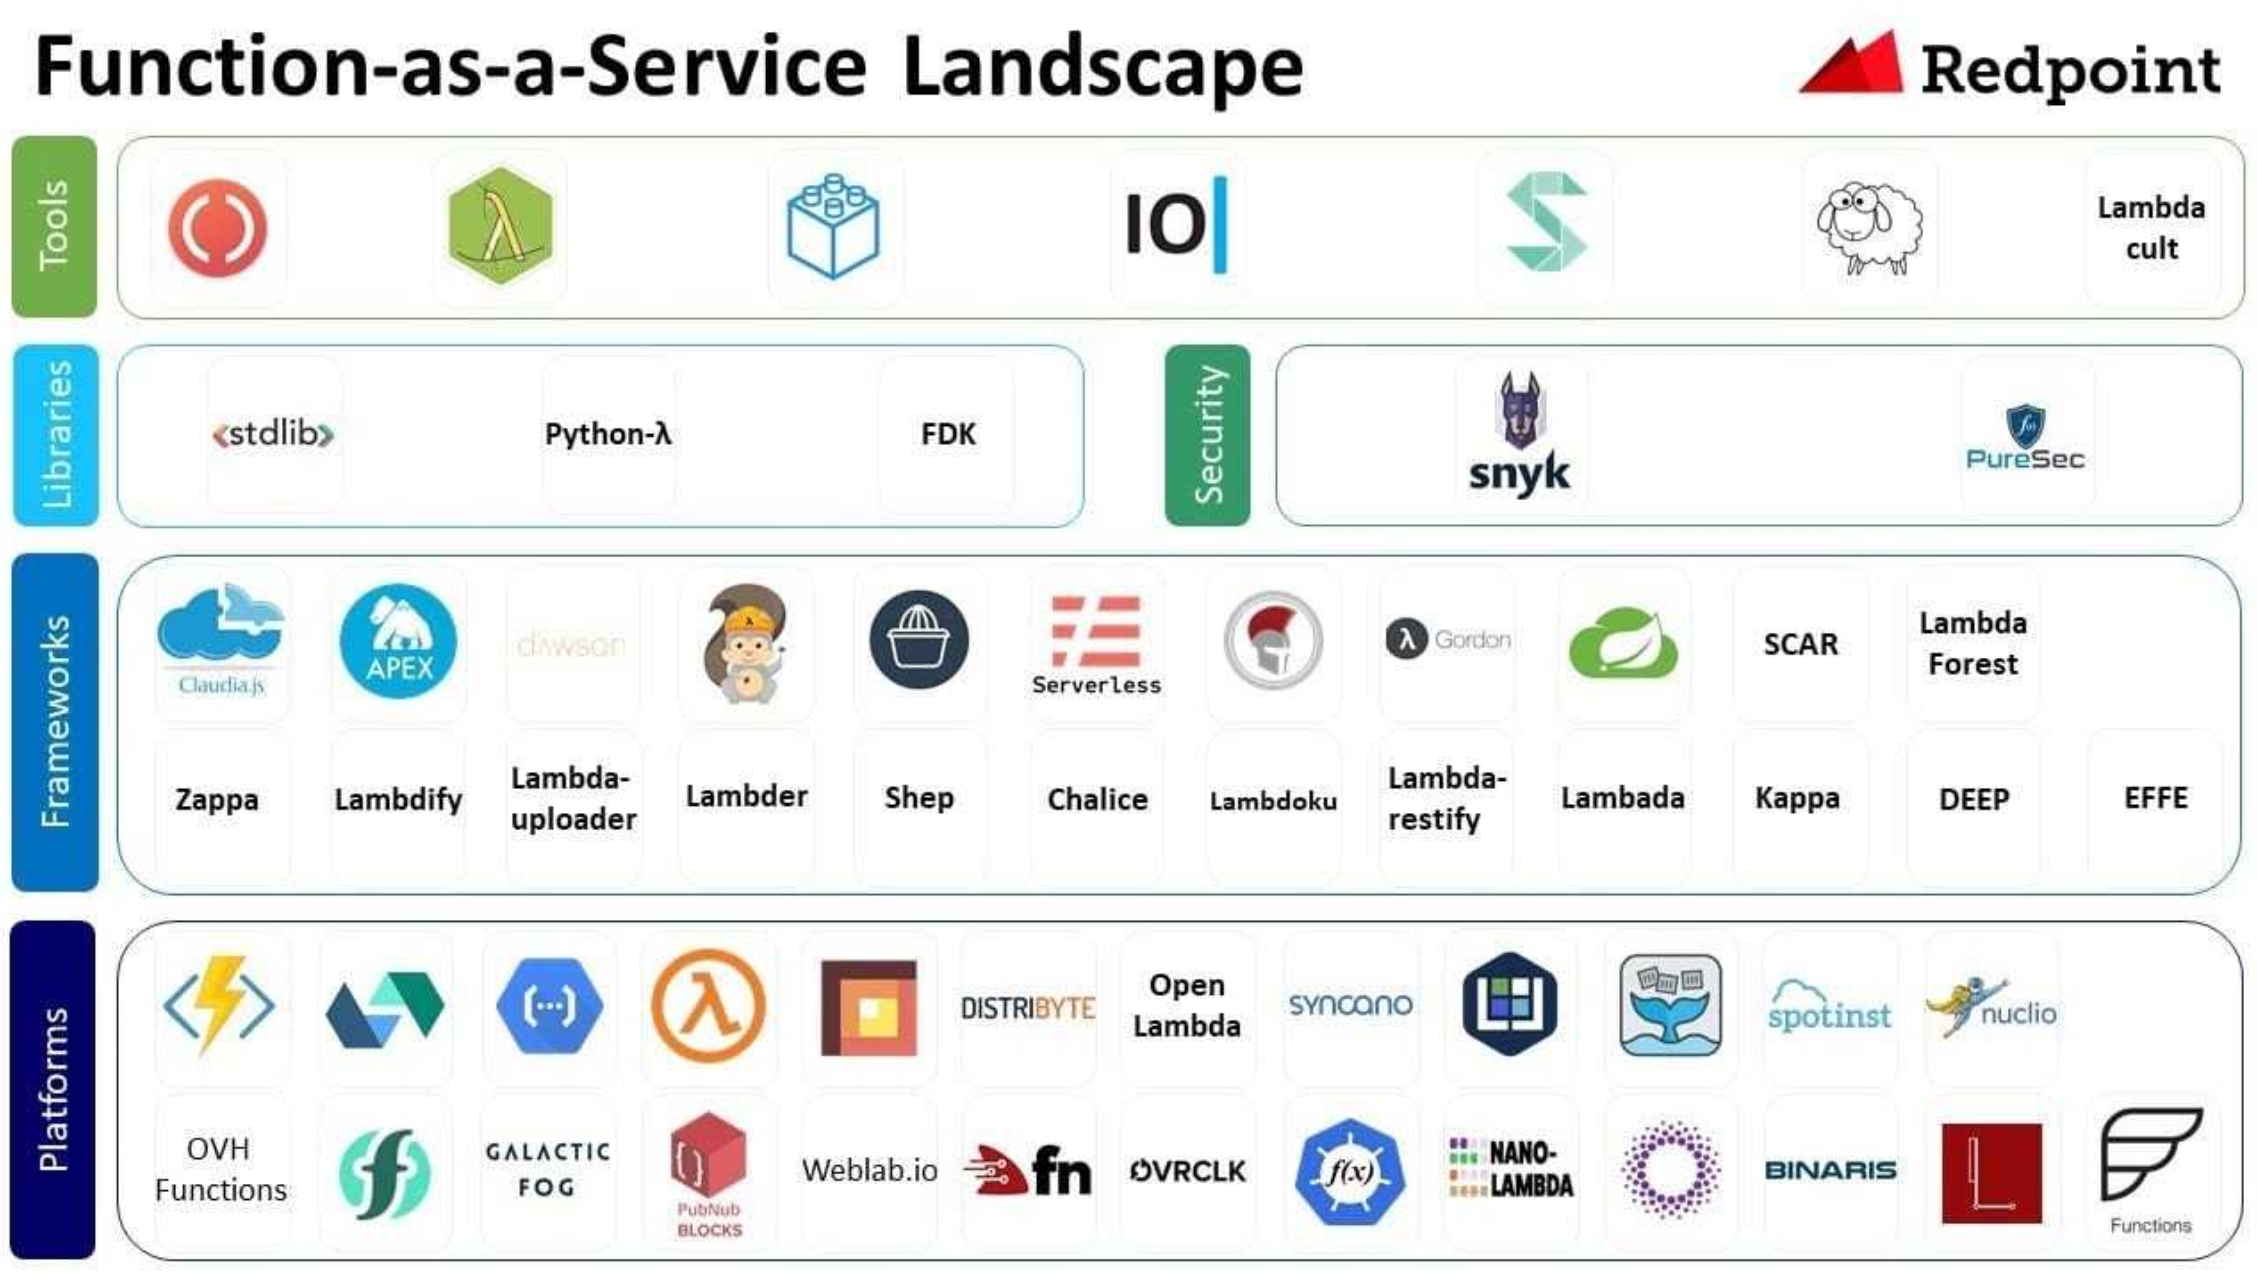 Function-as-a-Service Landscape
Redpoint
Tools
IO|
Lambda
cult
Libraries
<stdlib>
Python-λ
FDK
Security
snyk
f(x)
PureSec
Frameworks
Claudia.js
APEX
dawson
λ
Serverless
λ Gordon
SCAR
Lambda
Forest
Zappa
Lambdify
Lambda-
uploader
Lambder
Shep
Chalice
Lambdoku
Lambda-
restify
Lambada
Kappa
DEEP
EFFE
Platforms
λ
DISTRIBYTE
Open
Lambda
syncano
spotinst
nuclio
OVH
Functions
f
GALACTIC
FOG
PubNub
BLOCKS
Weblab.io
fn
OVRCLK
f(x)
NANO-
LAMBDA
BINARIS
L
Functions